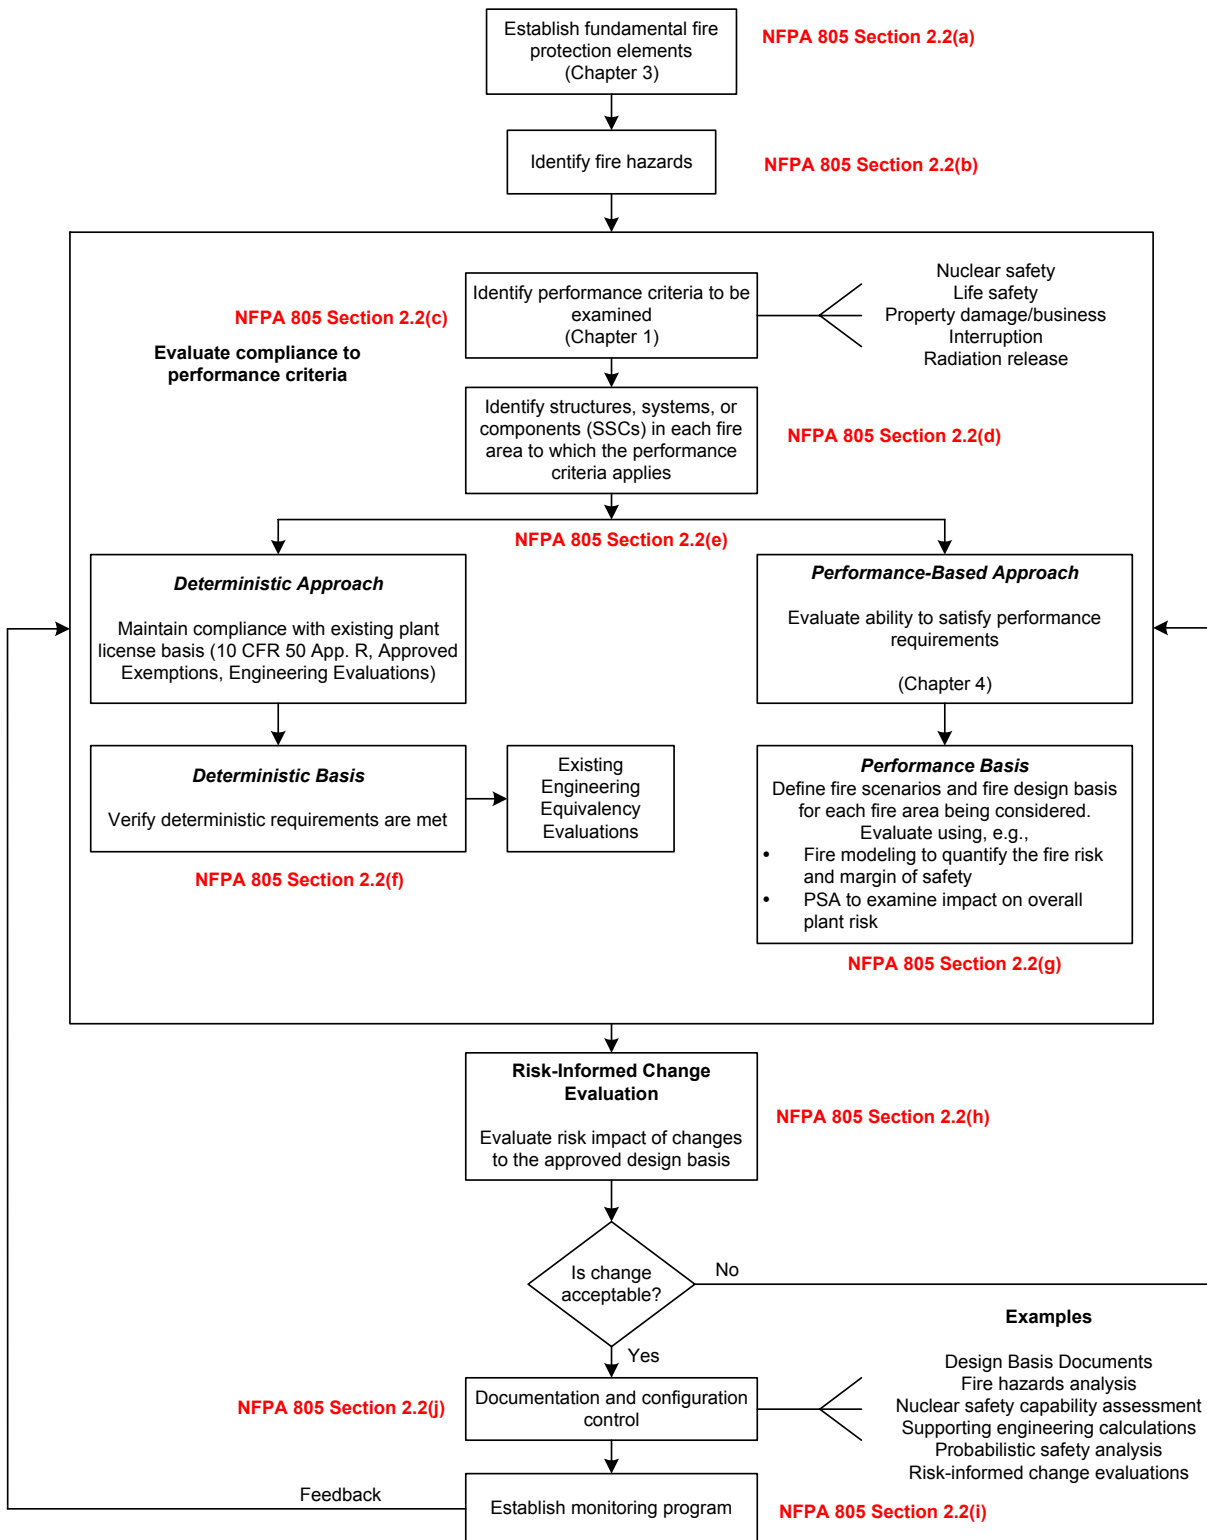 Establish fundamental fire
protection elements
(Chapter 3)
NFPA 805 Section 2.2(a)
Identify fire hazards
NFPA 805 Section 2.2(b)
NFPA 805 Section 2.2(c)
Evaluate compliance to
performance criteria
Identify performance criteria to be
examined
(Chapter 1)
Nuclear safety
Life safety
Property damage/business
Interruption
Radiation release
Identify structures, systems, or
components (SSCs) in each fire
area to which the performance
criteria applies
NFPA 805 Section 2.2(d)
NFPA 805 Section 2.2(e)
Deterministic Approach
Maintain compliance with existing plant
license basis (10 CFR 50 App. R, Approved
Exemptions, Engineering Evaluations)
Performance-Based Approach
Evaluate ability to satisfy performance
requirements
(Chapter 4)
Deterministic Basis
Verify deterministic requirements are met
Existing
Engineering
Equivalency
Evaluations
NFPA 805 Section 2.2(f)
Performance Basis
Define fire scenarios and fire design basis
for each fire area being considered.
Evaluate using, e.g.,
• Fire modeling to quantify the fire risk
and margin of safety
• PSA to examine impact on overall
plant risk
NFPA 805 Section 2.2(g)
Risk-Informed Change
Evaluation
Evaluate risk impact of changes
to the approved design basis
NFPA 805 Section 2.2(h)
Is change
acceptable?
No
Yes
Examples
Design Basis Documents
Fire hazards analysis
Nuclear safety capability assessment
Supporting engineering calculations
Probabilistic safety analysis
Risk-informed change evaluations
NFPA 805 Section 2.2(j)
Documentation and configuration
control
Feedback
Establish monitoring program
NFPA 805 Section 2.2(i)